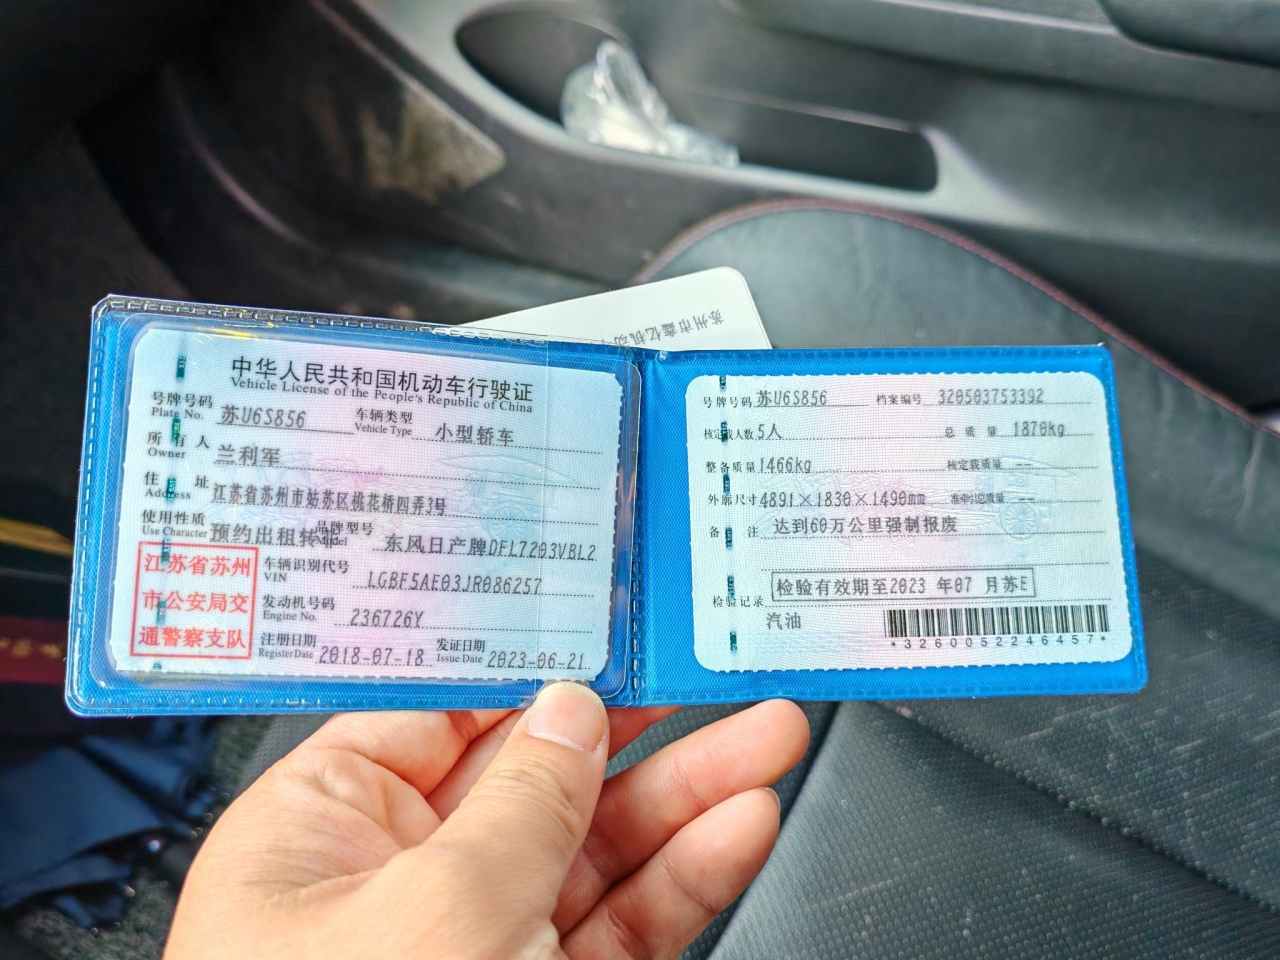 苏州市鑫亿机动
中华人民共和国机动车行驶证
Vehicle License of the People's Republic of China
号牌号码 苏U6S856 车辆类型 小型轿车
Plate No. Vehicle Type
所有人 兰利军
Owner
住址 江苏省苏州市姑苏区桃花桥四弄3号
Address
使用性质 预约出租转 品牌型号 东风日产牌DFL7203VBL2
Use Character Model
江苏省苏州
市公安局交
通警察支队
车辆识别代号 LGBF5AE03JR086257
VIN
发动机号码 236726Y
Engine No.
注册日期 2018-07-18 发证日期 2023-06-21
Register Date Issue Date
号牌号码 苏U6S856 档案编号 320503753392
核定载人数 5人 总质量 1870kg
整备质量 1466kg 核定载质量 --
外廓尺寸 4891×1830×1490mm 准牵引总质量 --
备注 达到60万公里强制报废
检验记录 检验有效期至2023年07月苏E
汽油
*3260052246457*